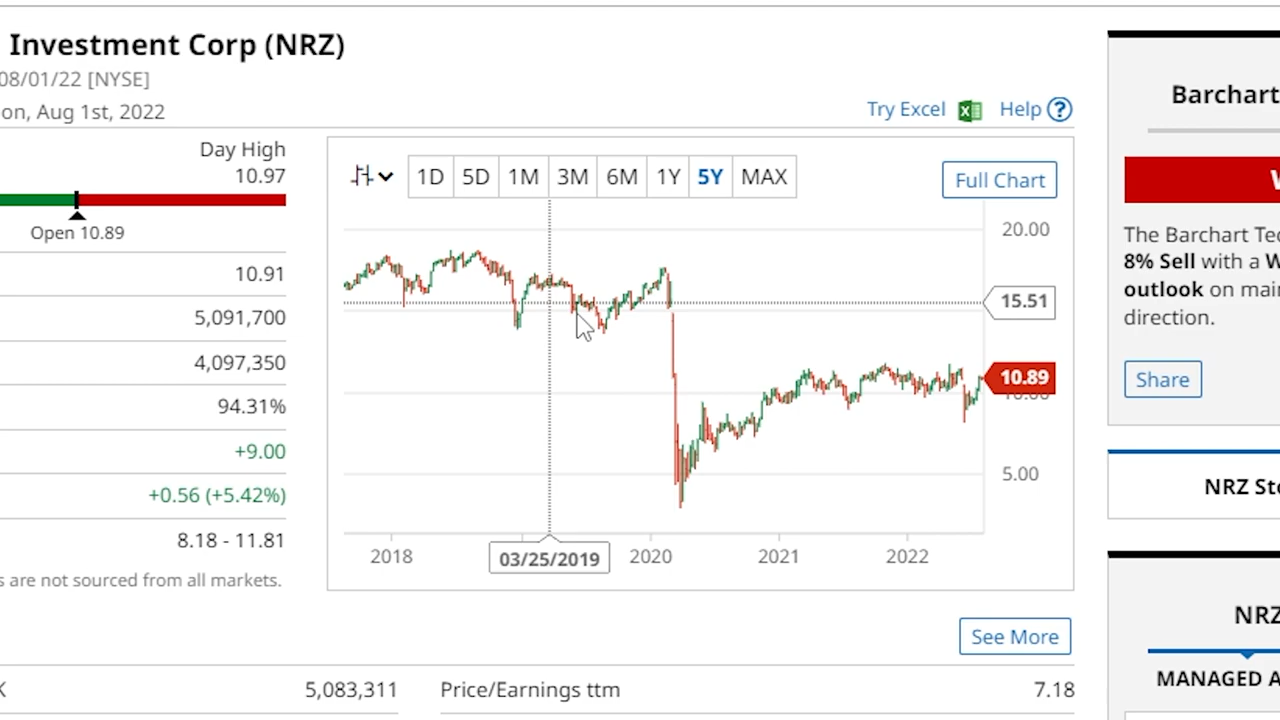 Investment Corp (NRZ)
08/01/22 [NYSE]
on, Aug 1st, 2022
Try Excel
Help ?
Day High
10.97
Open 10.89
10.91
5,091,700
4,097,350
94.31%
+9.00
+0.56 (+5.42%)
8.18 - 11.81
s are not sourced from all markets.
1D 5D 1M 3M 6M 1Y 5Y MAX
Full Chart
20.00
15.51
10.89
10.00
5.00
2018 03/25/2019 2020 2021 2022
See More
K 5,083,311
Price/Earnings ttm 7.18
Barchart
W
The Barchart Tec
8% Sell with a W
outlook on main
direction.
Share
NRZ Sto
NRZ
MANAGED A